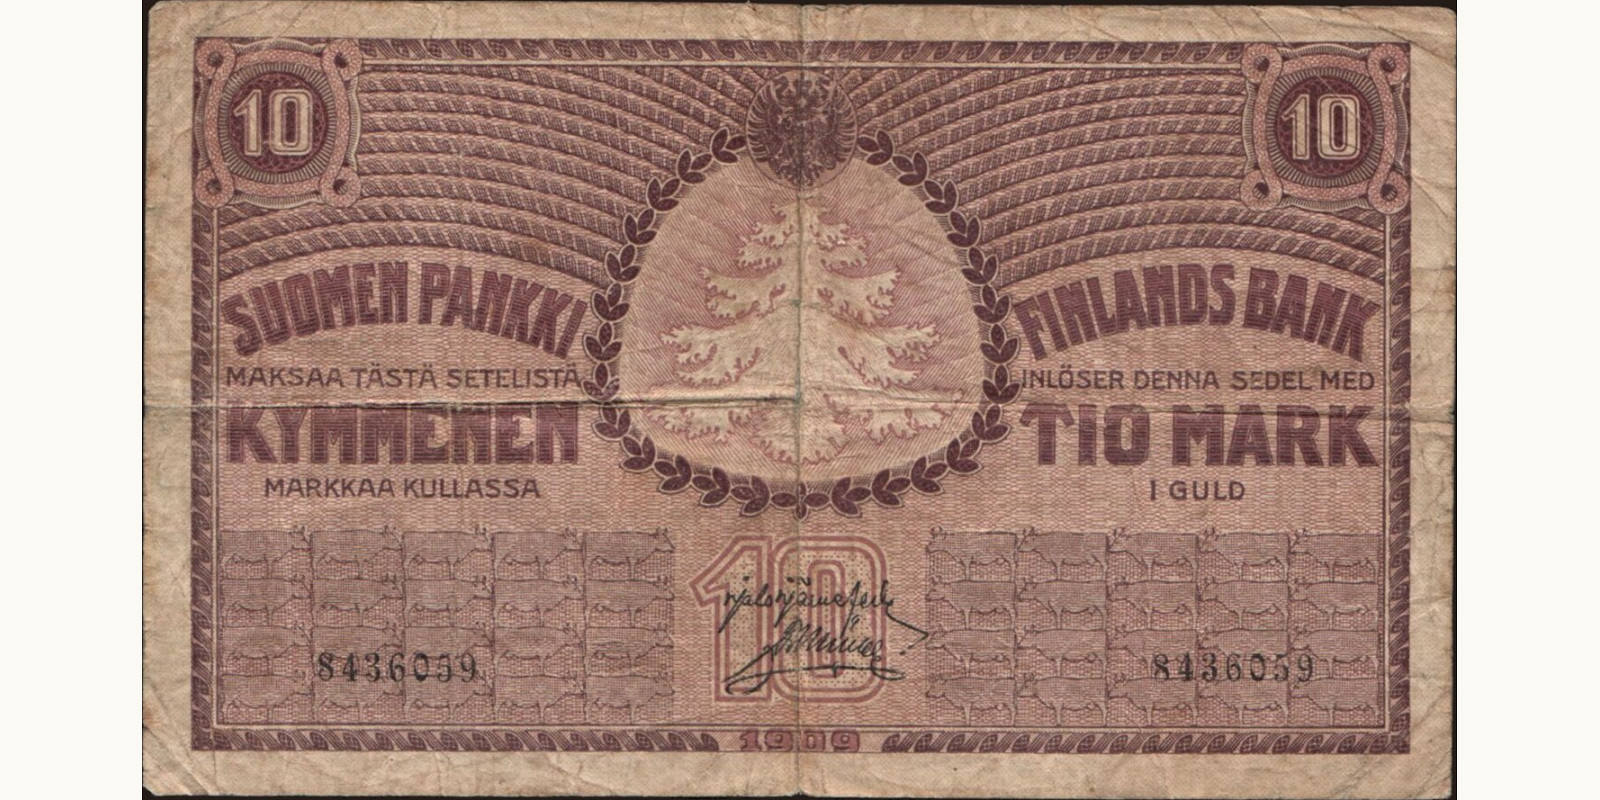 10 10
SUOMEN PANKKI
MAKSAA TÄSTÄ SETELISTÄ
KYMMENEN
MARKKAA KULLASSA
FINLANDS BANK
INLÖSER DENNA SEDEL MED
TIO MARK
I GULD
10
8436059 8436059
1909